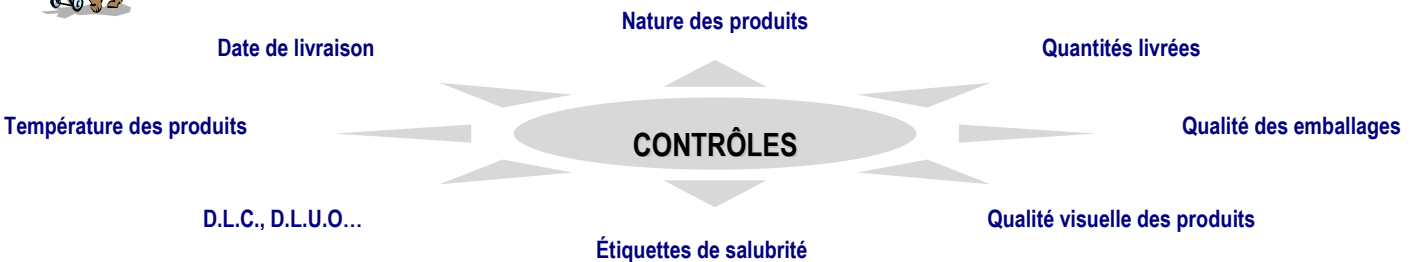 Nature des produits
Date de livraison
Quantités livrées
Température des produits
Qualité des emballages
CONTRÔLES
D.L.C., D.L.U.O…
Qualité visuelle des produits
Étiquettes de salubrité